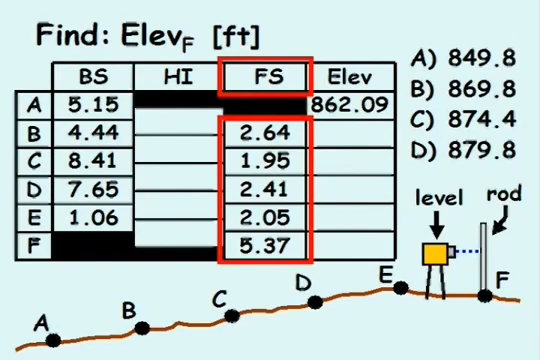 Find: Elev_F [ft]
BS HI FS Elev
A 5.15 862.09
B 4.44 2.64
C 8.41 1.95
D 7.65 2.41
E 1.06 2.05
F 5.37
A) 849.8
B) 869.8
C) 874.4
D) 879.8
level rod
A B C D E F